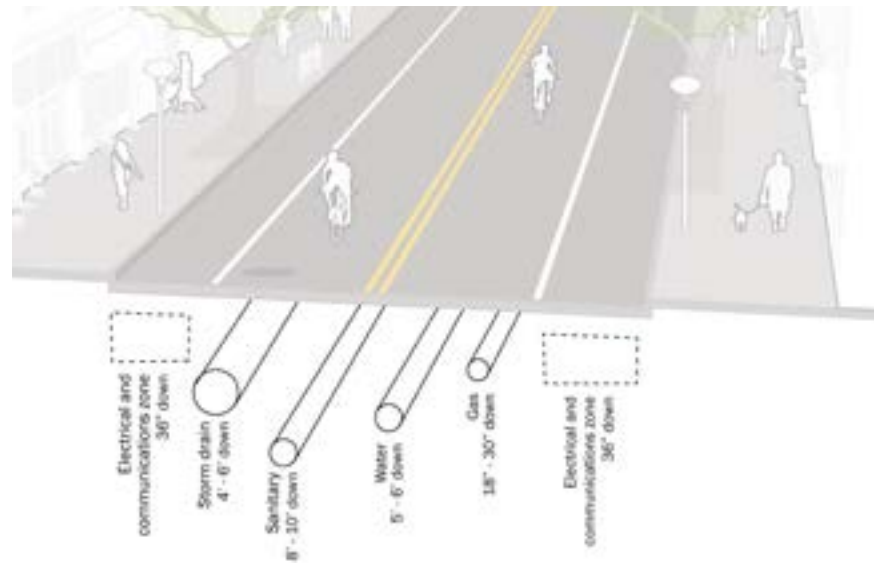 Electrical and
communications zone
36" down
Storm drain
4' - 6' down
Sanitary
8' - 10' down
Water
5' - 6' down
Gas
18" - 30" down
Electrical and
communications zone
36" down